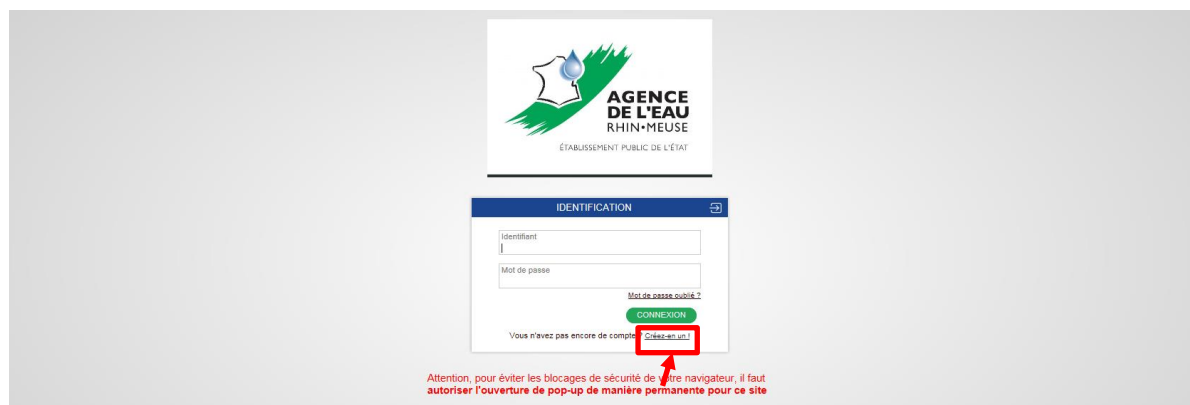 AGENCE
DE L'EAU
RHIN•MEUSE
ÉTABLISSEMENT PUBLIC DE L'ÉTAT
IDENTIFICATION
Identifiant
Mot de passe
Mot de passe oublié ?
CONNEXION
Vous n'avez pas encore de compte ? Créez-en un !
Attention, pour éviter les blocages de sécurité de votre navigateur, il faut
autoriser l'ouverture de pop-up de manière permanente pour ce site